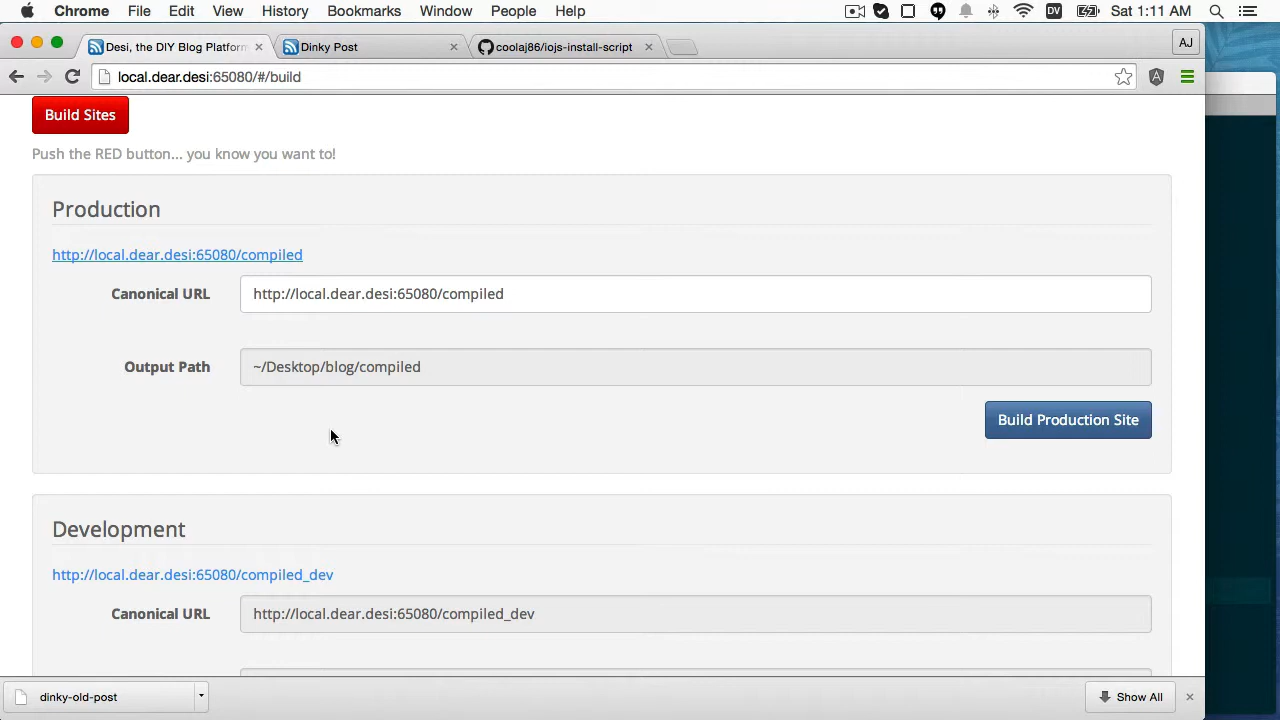 Chrome File Edit View History Bookmarks Window People Help DV Sat 1:11 AM
Desi, the DIY Blog Platform
Dinky Post
coolaj86/iojs-install-script
AJ
local.dear.desi:65080/#/build
Build Sites
Push the RED button... you know you want to!
Production
http://local.dear.desi:65080/compiled
Canonical URL http://local.dear.desi:65080/compiled
Output Path ~/Desktop/blog/compiled
Build Production Site
Development
http://local.dear.desi:65080/compiled_dev
Canonical URL http://local.dear.desi:65080/compiled_dev
dinky-old-post
Show All